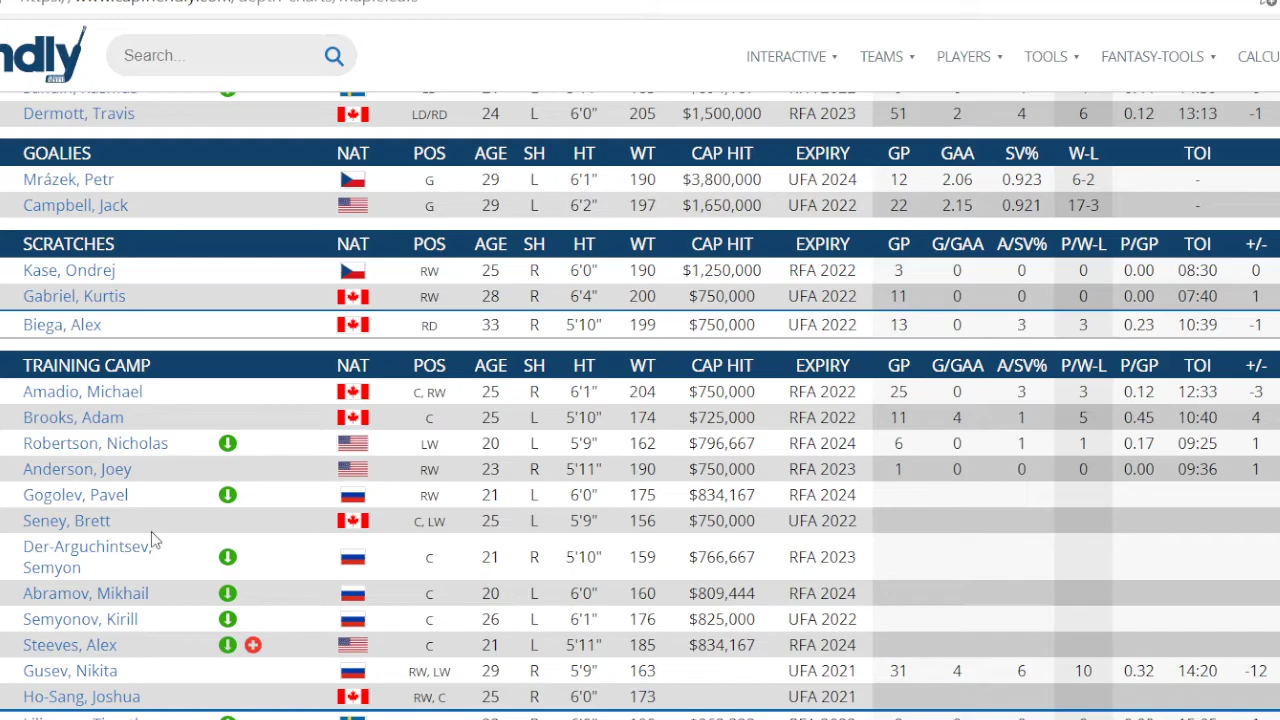 ndly
Search...
INTERACTIVE TEAMS PLAYERS TOOLS FANTASY-TOOLS CALCU
Dermott, Travis LD/RD 24 L 6'0" 205 $1,500,000 RFA 2023 51 2 4 6 0.12 13:13 -1
GOALIES NAT POS AGE SH HT WT CAP HIT EXPIRY GP GAA SV% W-L TOI
Mrázek, Petr G 29 L 6'1" 190 $3,800,000 UFA 2024 12 2.06 0.923 6-2 -
Campbell, Jack G 29 L 6'2" 197 $1,650,000 UFA 2022 22 2.15 0.921 17-3 -
SCRATCHES NAT POS AGE SH HT WT CAP HIT EXPIRY GP G/GAA A/SV% P/W-L P/GP TOI +/-
Kase, Ondrej RW 25 R 6'0" 190 $1,250,000 RFA 2022 3 0 0 0 0.00 08:30 0
Gabriel, Kurtis RW 28 R 6'4" 200 $750,000 UFA 2022 11 0 0 0 0.00 07:40 1
Biega, Alex RD 33 R 5'10" 199 $750,000 UFA 2022 13 0 3 3 0.23 10:39 -1
TRAINING CAMP NAT POS AGE SH HT WT CAP HIT EXPIRY GP G/GAA A/SV% P/W-L P/GP TOI +/-
Amadio, Michael C, RW 25 R 6'1" 204 $750,000 RFA 2022 25 0 3 3 0.12 12:33 -3
Brooks, Adam C 25 L 5'10" 174 $725,000 RFA 2022 11 4 1 5 0.45 10:40 4
Robertson, Nicholas LW 20 L 5'9" 162 $796,667 RFA 2024 6 0 1 1 0.17 09:25 1
Anderson, Joey RW 23 R 5'11" 190 $750,000 RFA 2023 1 0 0 0 0.00 09:36 1
Gogolev, Pavel RW 21 L 6'0" 175 $834,167 RFA 2024
Seney, Brett C, LW 25 L 5'9" 156 $750,000 UFA 2022
Der-Arguchintsev, Semyon C 21 R 5'10" 159 $766,667 RFA 2023
Abramov, Mikhail C 20 L 6'0" 160 $809,444 RFA 2024
Semyonov, Kirill C 26 L 6'1" 176 $825,000 UFA 2022
Steeves, Alex C 21 L 5'11" 185 $834,167 RFA 2024
Gusev, Nikita RW, LW 29 R 5'9" 163 UFA 2021 31 4 6 10 0.32 14:20 -12
Ho-Sang, Joshua RW, C 25 R 6'0" 173 UFA 2021